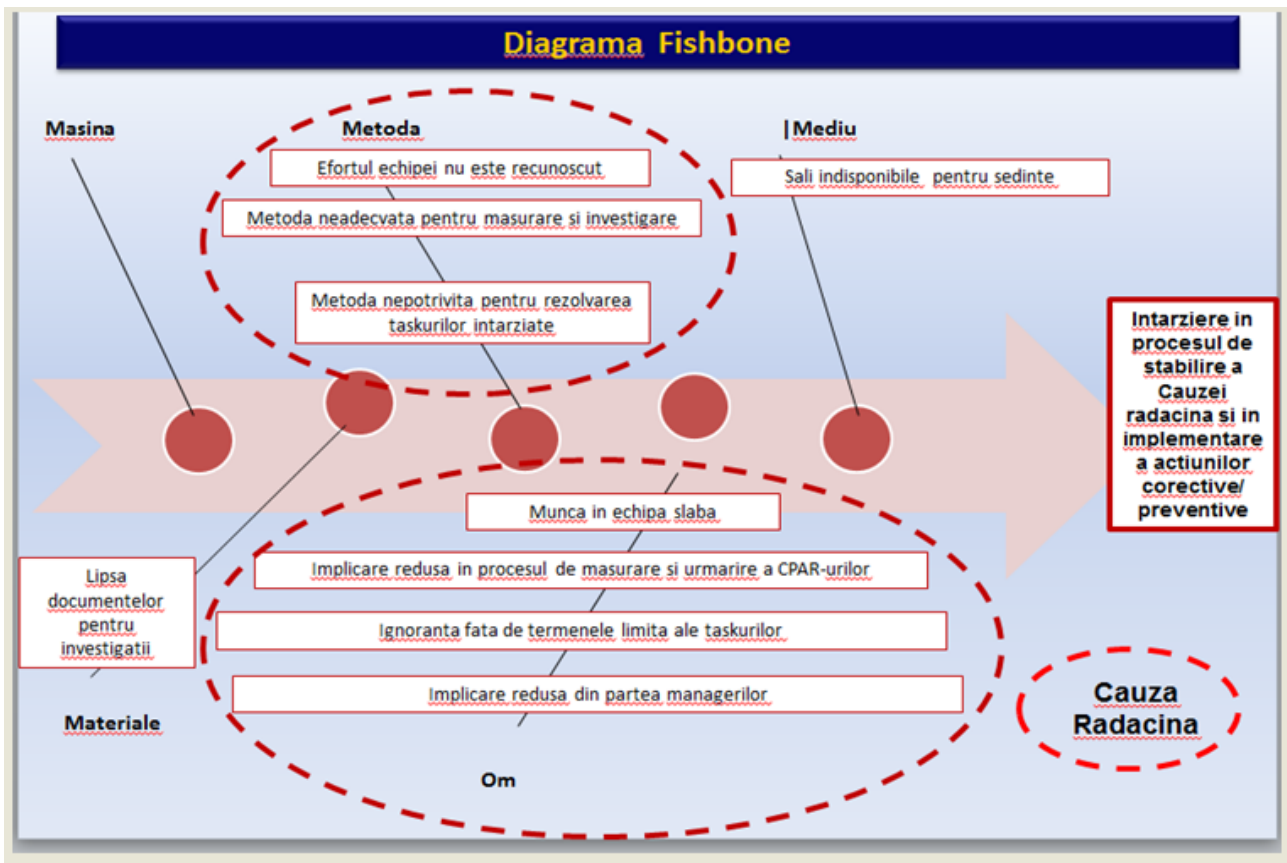 Diagrama Fishbone
Masina
Metoda
|Mediu
Efortul echipei nu este recunoscut
Sali indisponibile pentru sedinte
Metoda neadecvata pentru masurare si investigare
Metoda nepotrivita pentru rezolvarea
taskurilor intarziate
Intarziere in
procesul de
stabilire a
Cauzei
radacina si in
implementare
a actiunilor
corective/
preventive
Munca in echipa slaba
Implicare redusa in procesul de masurare si urmarire a CPAR-urilor
Lipsa
documentelor
pentru
investigatii
Ignoranta fata de termenele limita ale taskurilor
Implicare redusa din partea managerilor
Materiale
Om
Cauza
Radacina